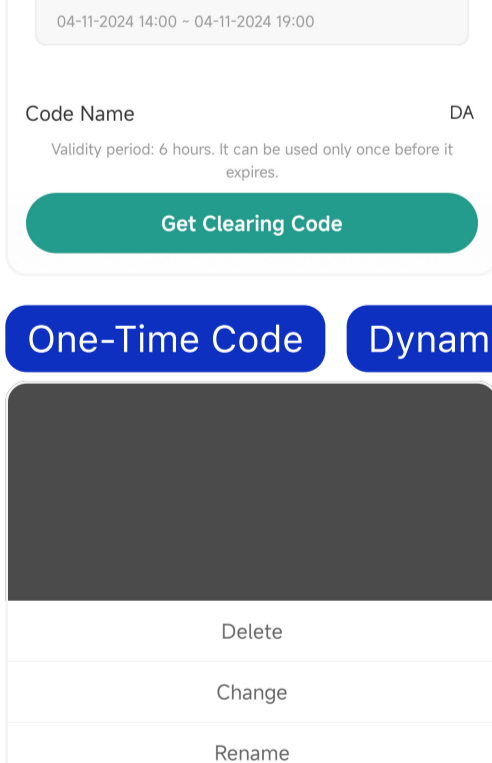 04-11-2024 14:00 ~ 04-11-2024 19:00
Code Name DA
Validity period: 6 hours. It can be used only once before it
expires.
Get Clearing Code
One-Time Code Dynam
Delete
Change
Rename